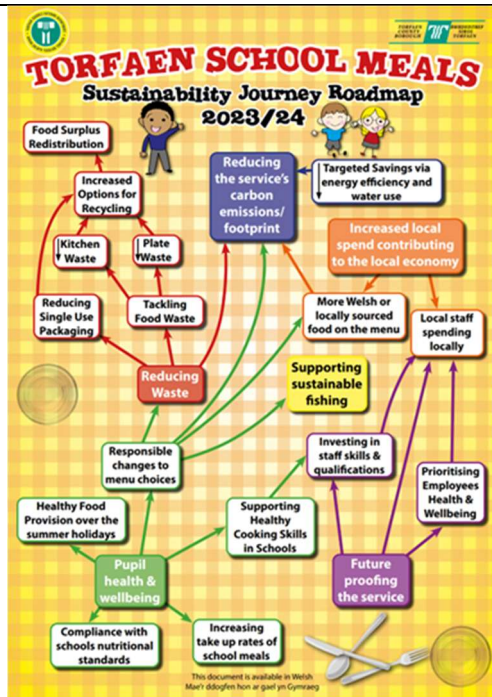 TORFAEN
COUNTY
BOROUGH
BWRDEISTREF
SIROL
TORFAEN
TORFAEN SCHOOL MEALS
Sustainability Journey Roadmap
2023/24
Food Surplus
Redistribution
Increased
Options for
Recycling
Kitchen
Waste
Plate
Waste
Reducing
Single Use
Packaging
Tackling
Food Waste
Reducing
Waste
Reducing
the service's
carbon
emissions/
footprint
Targeted Savings via
energy efficiency and
water use
Increased local
spend contributing
to the local economy
More Welsh or
locally sourced
food on the menu
Local staff
spending
locally
Supporting
sustainable
fishing
Responsible
changes to
menu choices
Investing in
staff skills &
qualifications
Prioritising
Employees
Health &
Wellbeing
Healthy Food
Provision over the
summer holidays
Supporting
Healthy
Cooking Skills
in Schools
Pupil
health &
wellbeing
Future
proofing
the service
Compliance with
schools nutritional
standards
Increasing
take up rates of
school meals
This document is available in Welsh
Mae'r ddogfen hon ar gael yn Gymraeg